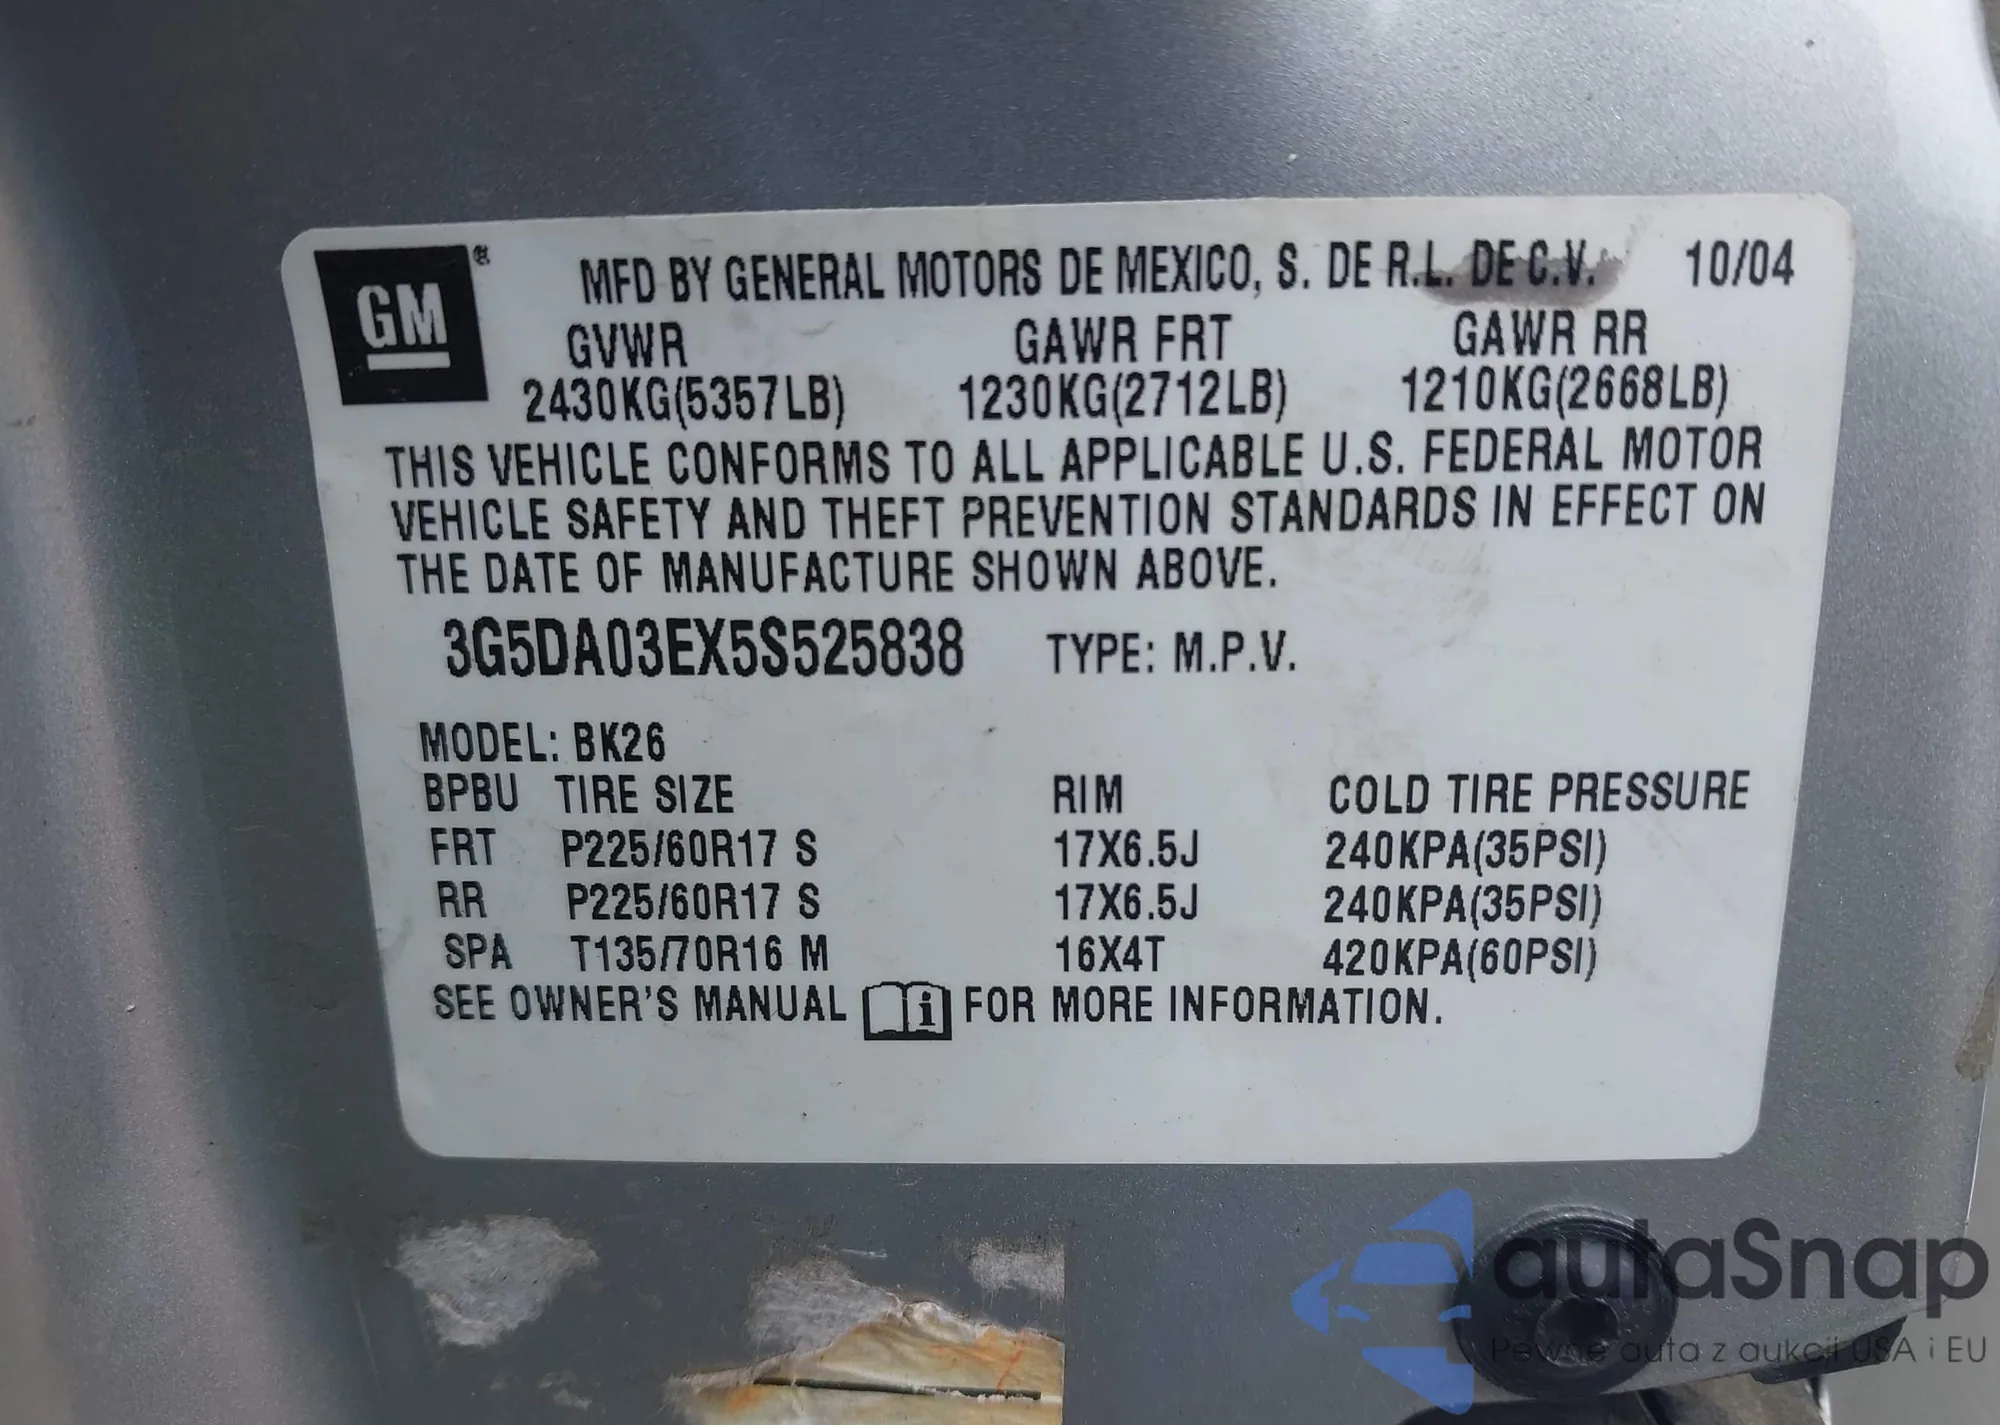 GM® MFD BY GENERAL MOTORS DE MEXICO, S. DE R.L. DE C.V. 10/04
GVWR GAWR FRT GAWR RR
2430KG(5357LB) 1230KG(2712LB) 1210KG(2668LB)
THIS VEHICLE CONFORMS TO ALL APPLICABLE U.S. FEDERAL MOTOR
VEHICLE SAFETY AND THEFT PREVENTION STANDARDS IN EFFECT ON
THE DATE OF MANUFACTURE SHOWN ABOVE.
3G5DA03EX5S525838 TYPE: M.P.V.
MODEL: BK26
BPBU TIRE SIZE RIM COLD TIRE PRESSURE
FRT P225/60R17 S 17X6.5J 240KPA(35PSI)
RR P225/60R17 S 17X6.5J 240KPA(35PSI)
SPA T135/70R16 M 16X4T 420KPA(60PSI)
SEE OWNER'S MANUAL i FOR MORE INFORMATION.
autaSnap
Pewne auta z aukcji USA i EU